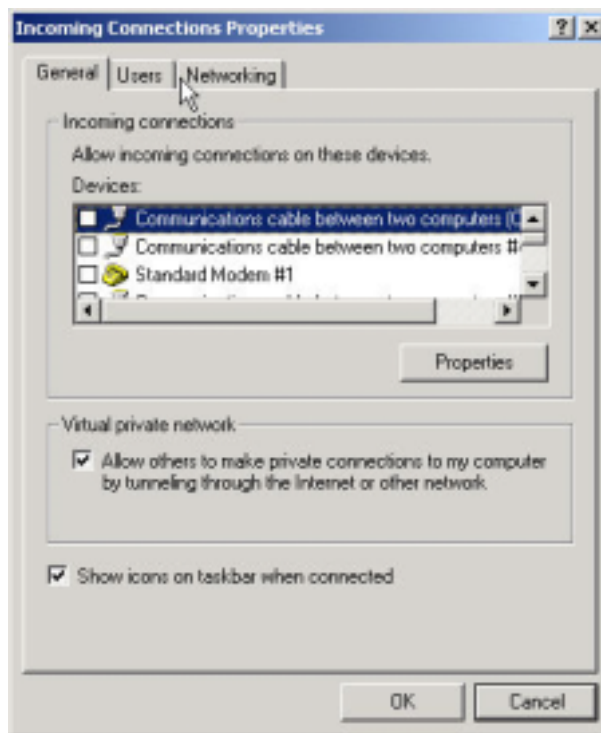 Incoming Connections Properties
General Users Networking
Incoming connections
Allow incoming connections on these devices.
Devices:
Communications cable between two computers (C
Communications cable between two computers #
Standard Modem #1
Properties
Virtual private network
Allow others to make private connections to my computer
by tunneling through the Internet or other network.
Show icons on taskbar when connected
OK Cancel